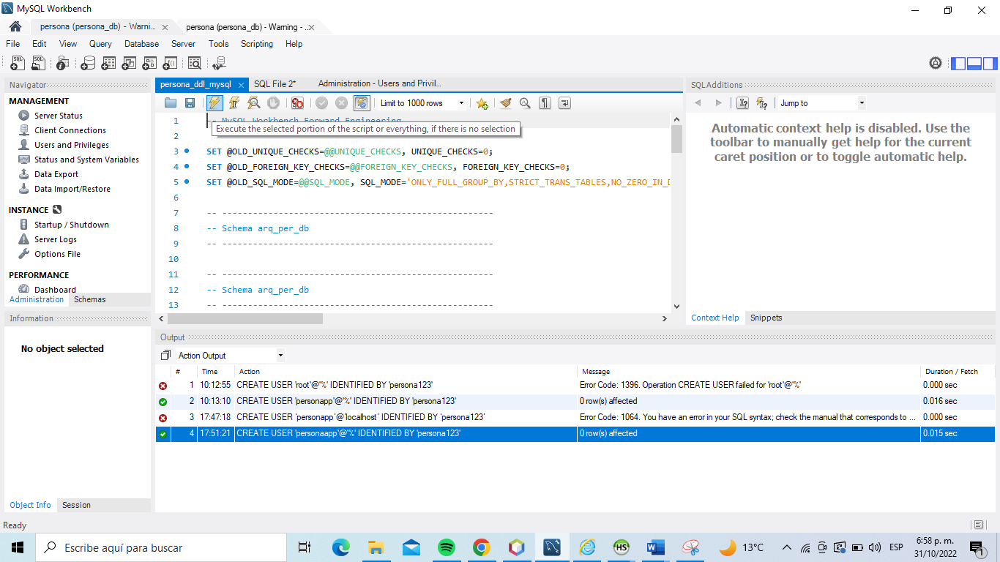 MySQL Workbench
persona (persona_db) - Warni...
persona (persona_db) - Warning - ...
File Edit View Query Database Server Tools Scripting Help
Navigator
MANAGEMENT
Server Status
Client Connections
Users and Privileges
Status and System Variables
Data Export
Data Import/Restore
INSTANCE
Startup / Shutdown
Server Logs
Options File
PERFORMANCE
Dashboard
Administration Schemas
Information
No object selected
Object Info Session
persona_ddl_mysql SQL File 2* Administration - Users and Privil...
Limit to 1000 rows
1 -- MySQL Workbench Forward Engineering
Execute the selected portion of the script or everything, if there is no selection
2
3 SET @OLD_UNIQUE_CHECKS=@@UNIQUE_CHECKS, UNIQUE_CHECKS=0;
4 SET @OLD_FOREIGN_KEY_CHECKS=@@FOREIGN_KEY_CHECKS, FOREIGN_KEY_CHECKS=0;
5 SET @OLD_SQL_MODE=@@SQL_MODE, SQL_MODE='ONLY_FULL_GROUP_BY,STRICT_TRANS_TABLES,NO_ZERO_IN_D
6
7 -- -----------------------------------------------------
8 -- Schema arq_per_db
9 -- -----------------------------------------------------
10
11 -- -----------------------------------------------------
12 -- Schema arq_per_db
13 -- -----------------------------------------------------
SQLAdditions
Jump to
Automatic context help is disabled. Use the
toolbar to manually get help for the current
caret position or to toggle automatic help.
Context Help Snippets
Output
Action Output
# Time Action Message Duration / Fetch
1 10:12:55 CREATE USER 'root'@'%' IDENTIFIED BY 'persona123' Error Code: 1396. Operation CREATE USER failed for 'root'@'%' 0.000 sec
2 10:13:10 CREATE USER 'personapp'@'%' IDENTIFIED BY 'persona123' 0 row(s) affected 0.016 sec
3 17:47:18 CREATE USER 'personapp'@'localhost' IDENTIFIED BY 'persona123' Error Code: 1064. You have an error in your SQL syntax; check the manual that corresponds to ... 0.000 sec
4 17:51:21 CREATE USER 'personaapp'@'%' IDENTIFIED BY 'persona123' 0 row(s) affected 0.015 sec
Ready
Escribe aquí para buscar
HS
W
13°C
ESP
6:58 p. m.
31/10/2022
1